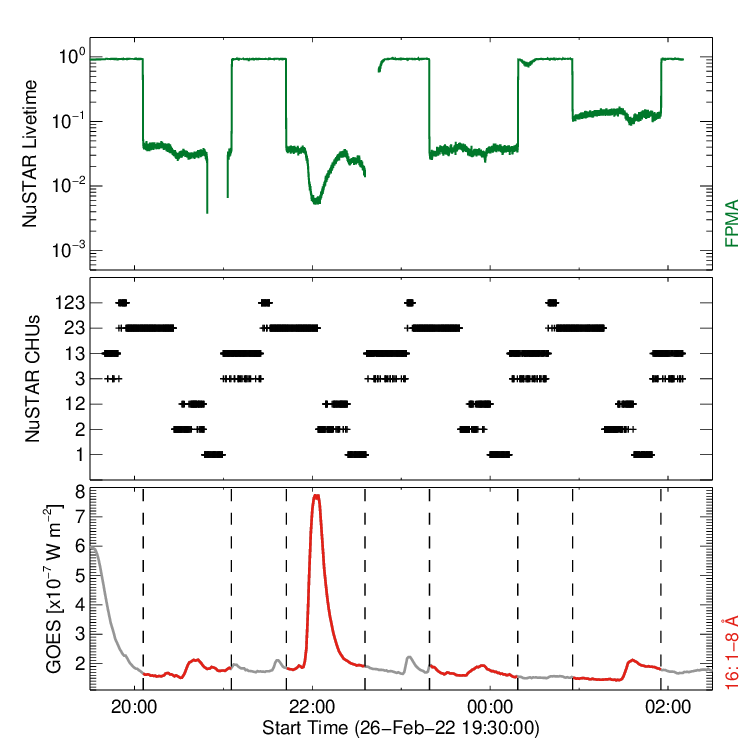 NuSTAR Livetime
10⁰
10⁻¹
10⁻²
10⁻³
FPMA
NuSTAR CHUs
123
23
13
3
12
2
1
GOES [x10⁻⁷ W m⁻²]
8
7
6
5
4
3
2
16: 1−8 Å
20:00 22:00 00:00 02:00
Start Time (26−Feb−22 19:30:00)